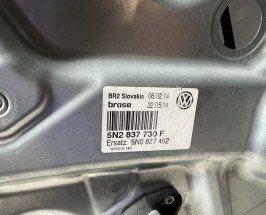 BR2 Slovakia 06.02.14
brose 22.05.14
5N2 837 730 F
Ersatz: 5N0 837 462